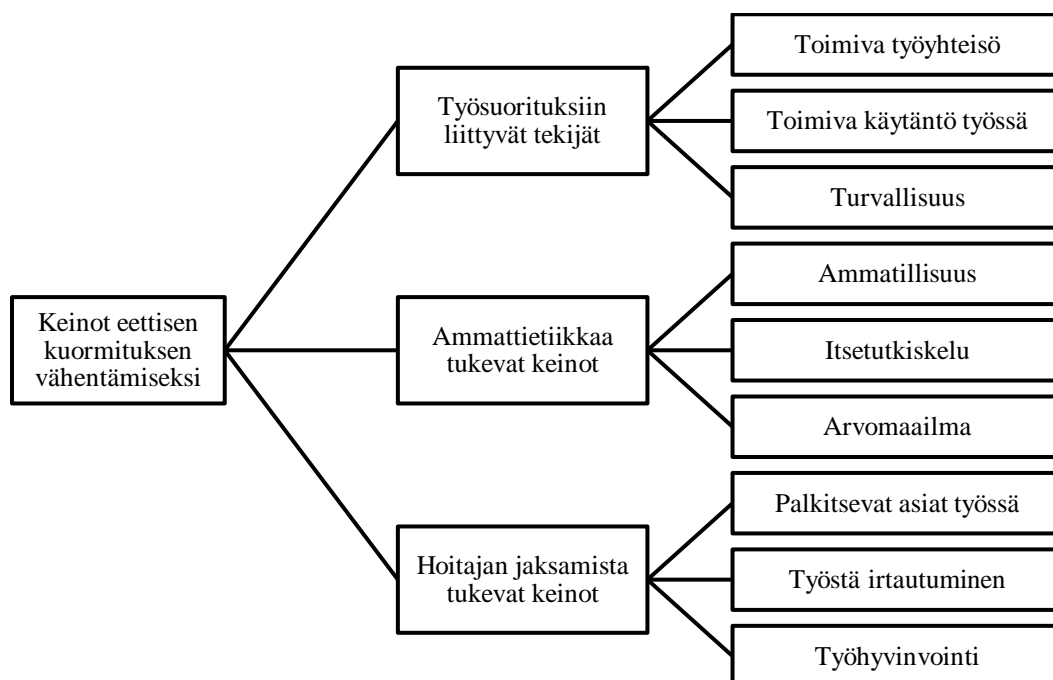 Keinot eettisen
kuormituksen
vähentämiseksi
Työsuorituksiin
liittyvät tekijät
Toimiva työyhteisö
Toimiva käytäntö työssä
Turvallisuus
Ammattietiikkaa
tukevat keinot
Ammatillisuus
Itsetutkiskelu
Arvomaailma
Hoitajan jaksamista
tukevat keinot
Palkitsevat asiat työssä
Työstä irtautuminen
Työhyvinvointi